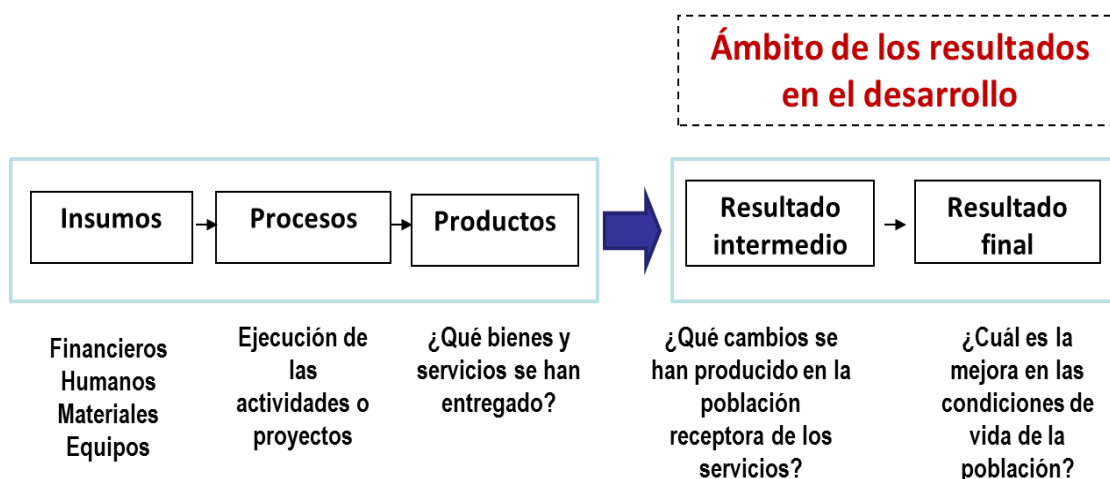 Ámbito de los resultados
en el desarrollo
Insumos
Procesos
Productos
Resultado
intermedio
Resultado
final
Financieros
Humanos
Materiales
Equipos
Ejecución de
las
actividades o
proyectos
¿Qué bienes y
servicios se han
entregado?
¿Qué cambios se
han producido en la
población
receptora de los
servicios?
¿Cuál es la
mejora en las
condiciones de
vida de la
población?